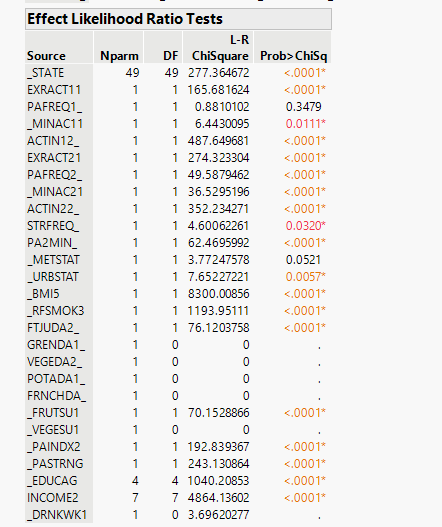 Effect Likelihood Ratio Tests
L-R
Source Nparm DF ChiSquare Prob>ChiSq
_STATE 49 49 277.364672 <.0001*
EXRACT11 1 1 165.681624 <.0001*
PAFREQ1_ 1 1 0.8810102 0.3479
_MINAC11 1 1 6.4430095 0.0111*
ACTIN12_ 1 1 487.649681 <.0001*
EXRACT21 1 1 274.323304 <.0001*
PAFREQ2_ 1 1 49.5879462 <.0001*
_MINAC21 1 1 36.5295196 <.0001*
ACTIN22_ 1 1 352.234271 <.0001*
STRFREQ_ 1 1 4.60062261 0.0320*
PA2MIN_ 1 1 62.4695992 <.0001*
_METSTAT 1 1 3.77247578 0.0521
_URBSTAT 1 1 7.65227221 0.0057*
_BMI5 1 1 8300.00856 <.0001*
_RFSMOK3 1 1 1193.95111 <.0001*
FTJUDA2_ 1 1 76.1203758 <.0001*
GRENDA1_ 1 0 0 .
VEGEDA2_ 1 0 0 .
POTADA1_ 1 0 0 .
FRNCHDA_ 1 0 0 .
_FRUTSU1 1 1 70.1528866 <.0001*
_VEGESU1 1 0 0 .
_PAINDX2 1 1 192.839367 <.0001*
_PASTRNG 1 1 243.130864 <.0001*
_EDUCAG 4 4 1040.20853 <.0001*
INCOME2 7 7 4864.13602 <.0001*
_DRNKWK1 1 0 3.69620277 .